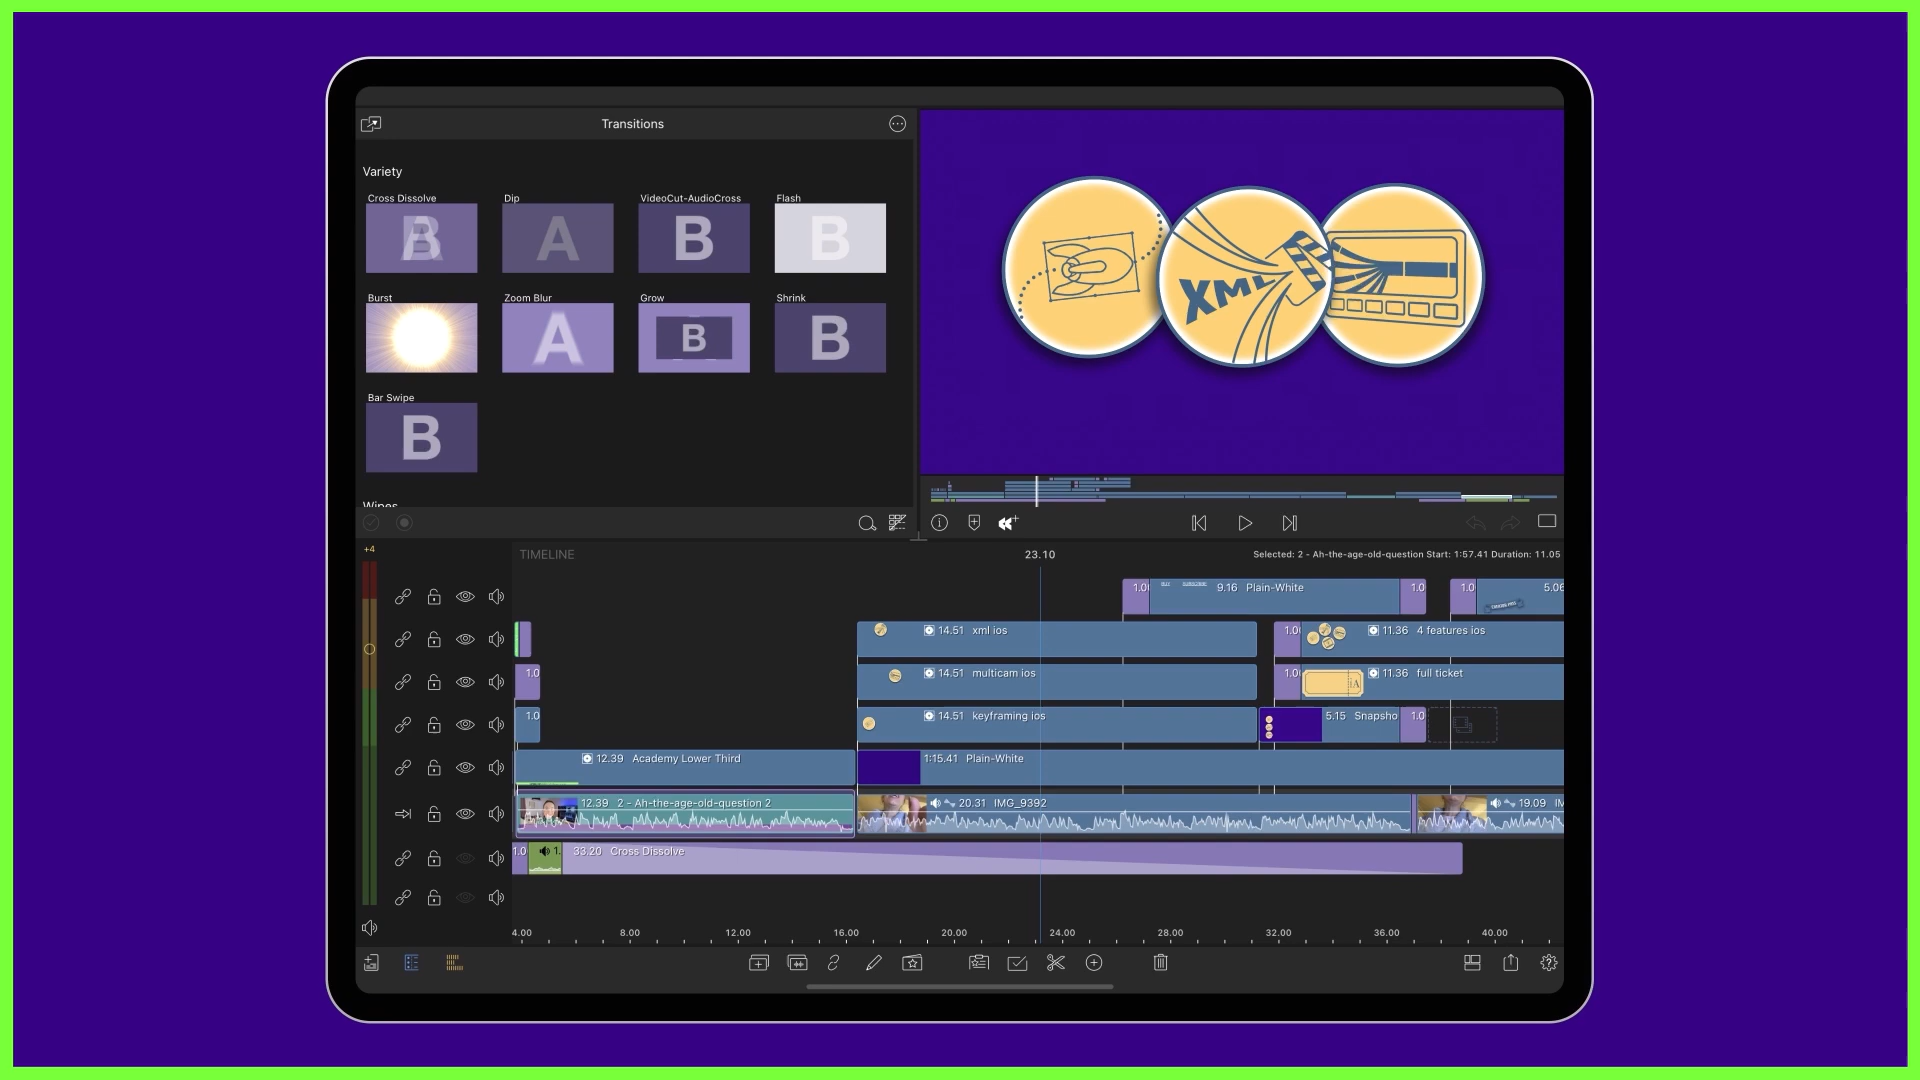 Transitions
Variety
Cross Dissolve
Dip
VideoCut-AudioCross
Flash
B
A
B
B
Burst
Zoom Blur
Grow
Shrink
A
B
B
Bar Swipe
B
XML
+4
TIMELINE
23.10
Selected: 2 - Ah-the-age-old-question Start: 1:57.41 Duration: 11.05
9.16 Plain-White
1.0
1.0
5.06
14.51 xml ios
11.36 4 features ios
1.0
14.51 multicam ios
11.36 full ticket
iA
1.0
14.51 keyframing ios
5.15 Snapsho
1.0
12.39 Academy Lower Third
1:15.41 Plain-White
12.39 2 - Ah-the-age-old-question 2
20.31 IMG_9392
19.09 IM
1.0
1.
33.20 Cross Dissolve
4.00 8.00 12.00 16.00 20.00 24.00 28.00 32.00 36.00 40.00